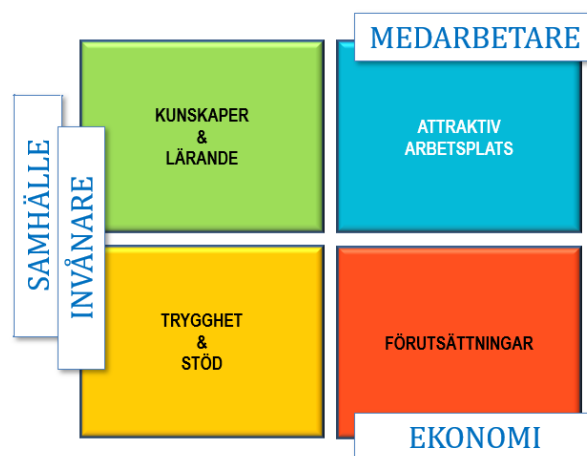 MEDARBETARE
KUNSKAPER
&
LÄRANDE
ATTRAKTIV
ARBETSPLATS
SAMHÄLLE
INVÅNARE
TRYGGHET
&
STÖD
FÖRUTSÄTTNINGAR
EKONOMI